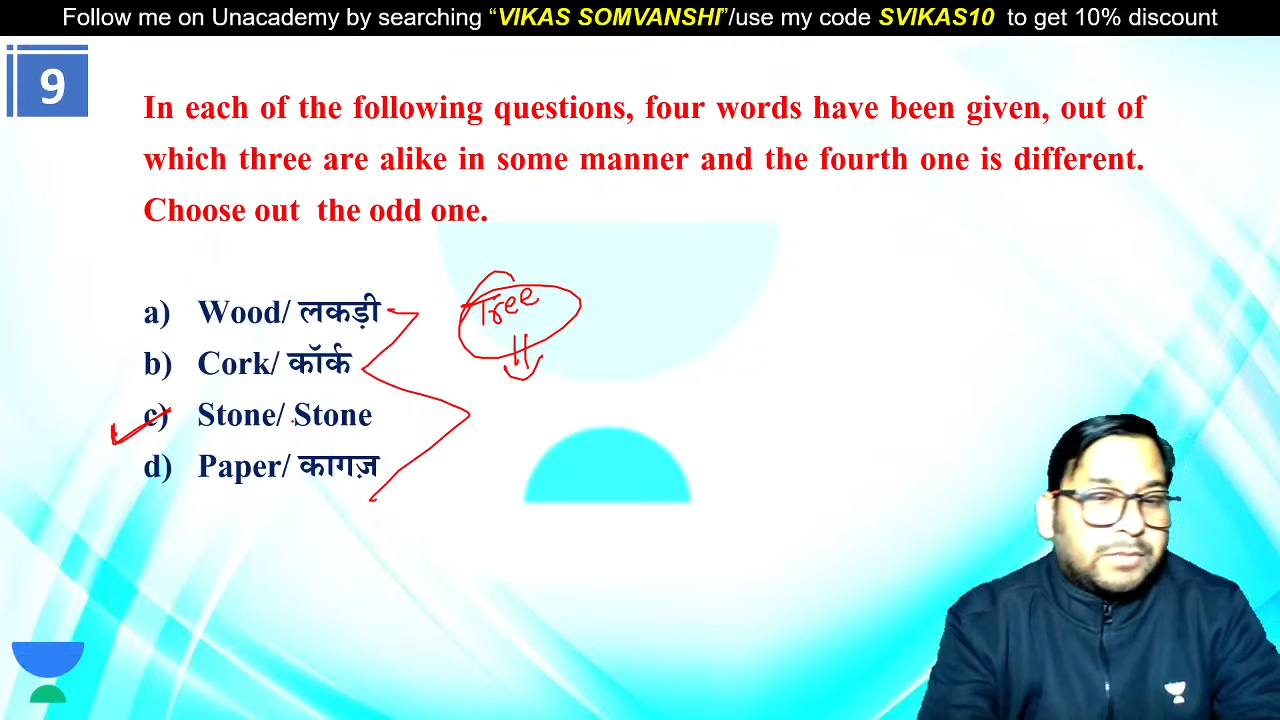 Follow me on Unacademy by searching “VIKAS SOMVANSHI”/use my code SVIKAS10 to get 10% discount
9
In each of the following questions, four words have been given, out of
which three are alike in some manner and the fourth one is different.
Choose out the odd one.
a) Wood/ लकड़ी
Tree
b) Cork/ कॉर्क
c) Stone/ Stone
d) Paper/ कागज़